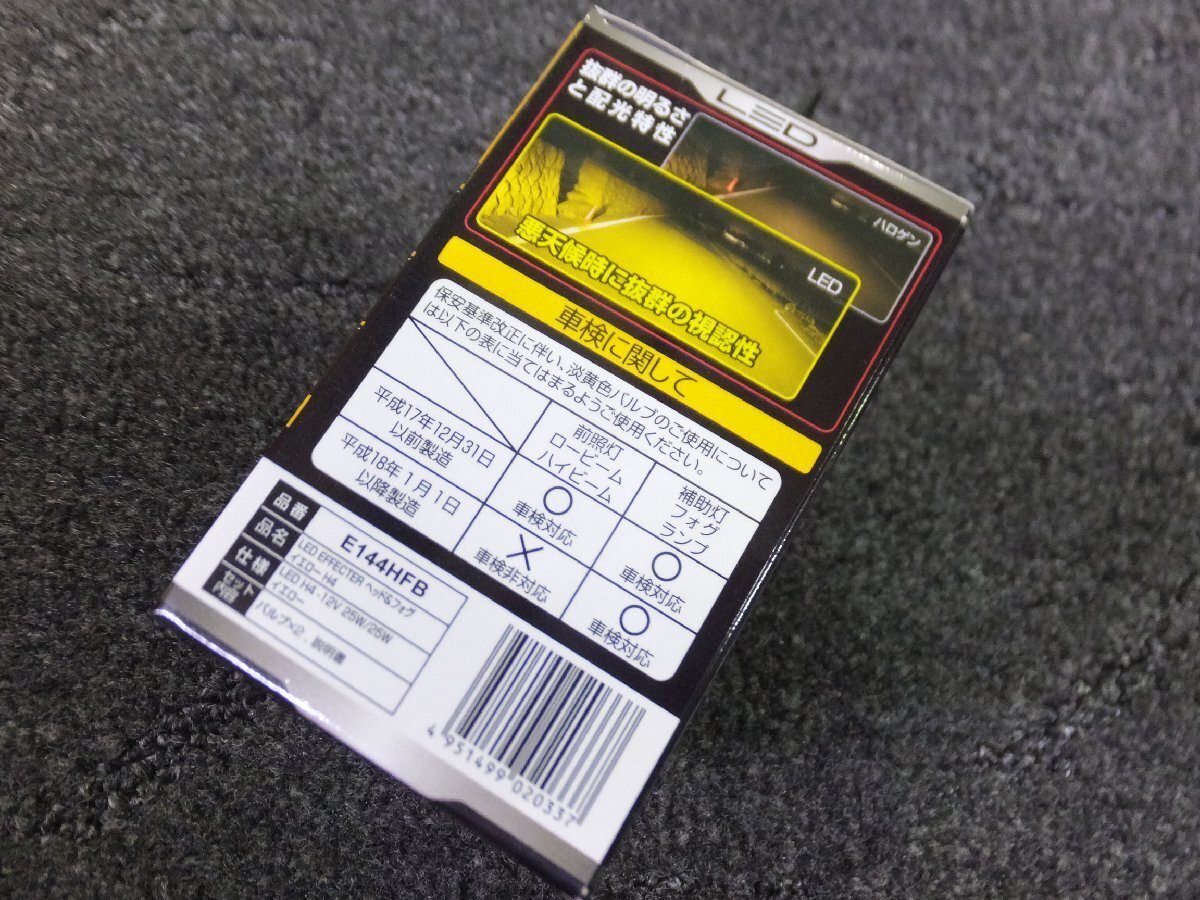 LED
抜群の明るさ
と配光特性
ハロゲン
LED
悪天候時に抜群の視認性
車検に関して
保安基準改正に伴い、淡黄色バルブのご使用について
は以下の表に当てはまるようご使用ください。
前照灯
ロービーム
ハイビーム
補助灯
フォグ
ランプ
平成17年12月31日
以前製造
○
車検対応
○
車検対応
平成18年1月1日
以降製造
×
車検非対応
○
車検対応
品番
E144HFB
品名
LED EFFECTER ヘッド&フォグ
イエロー H4
仕様
LED H4・12V 25W/25W
イエロー
セット
内容
バルブ×2、説明書
4 951499 020337